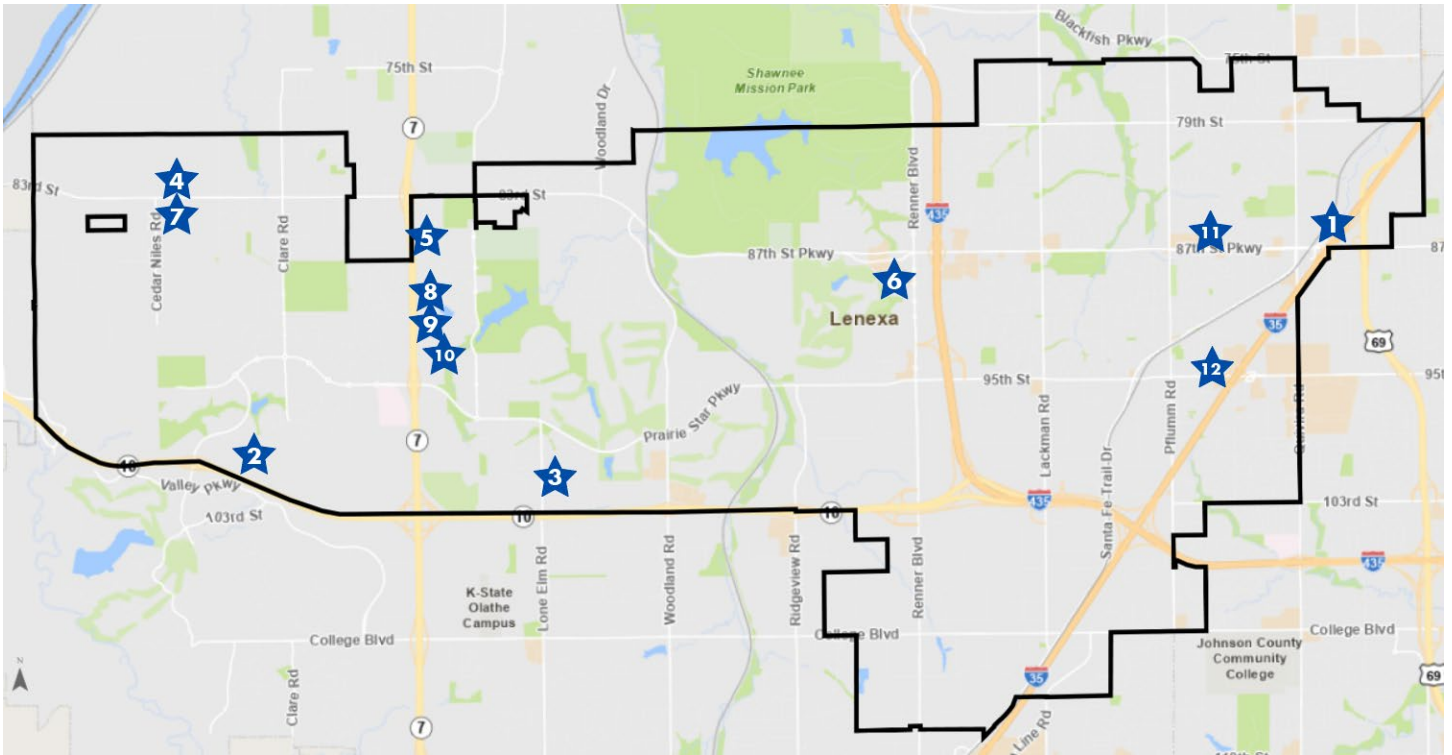 Blackfish Pkwy
75th St
75th St
Shawnee
Mission Park
Woodland Dr
7
79th St
4
83rd St
83rd St
Renner Blvd
435
7
Cedar Niles Rd
Clare Rd
5
11
1
87th St Pkwy
87th St Pkwy
87
6
8
Lenexa
9
35
69
10
12
95th St
95t
Prairie Star Pkwy
Lackman Rd
Pflumm Rd
7
2
3
10
Valley Pkwy
103rd St
10
10
435
103rd St
Santa Fe Trail Dr
435
K-State
Olathe
Campus
Lone Elm Rd
Woodland Rd
Ridgeview Rd
Renner Blvd
College Blvd
College Blvd
College Blvd
Johnson County
Community
College
N
35
69
Clare Rd
7
Line Rd